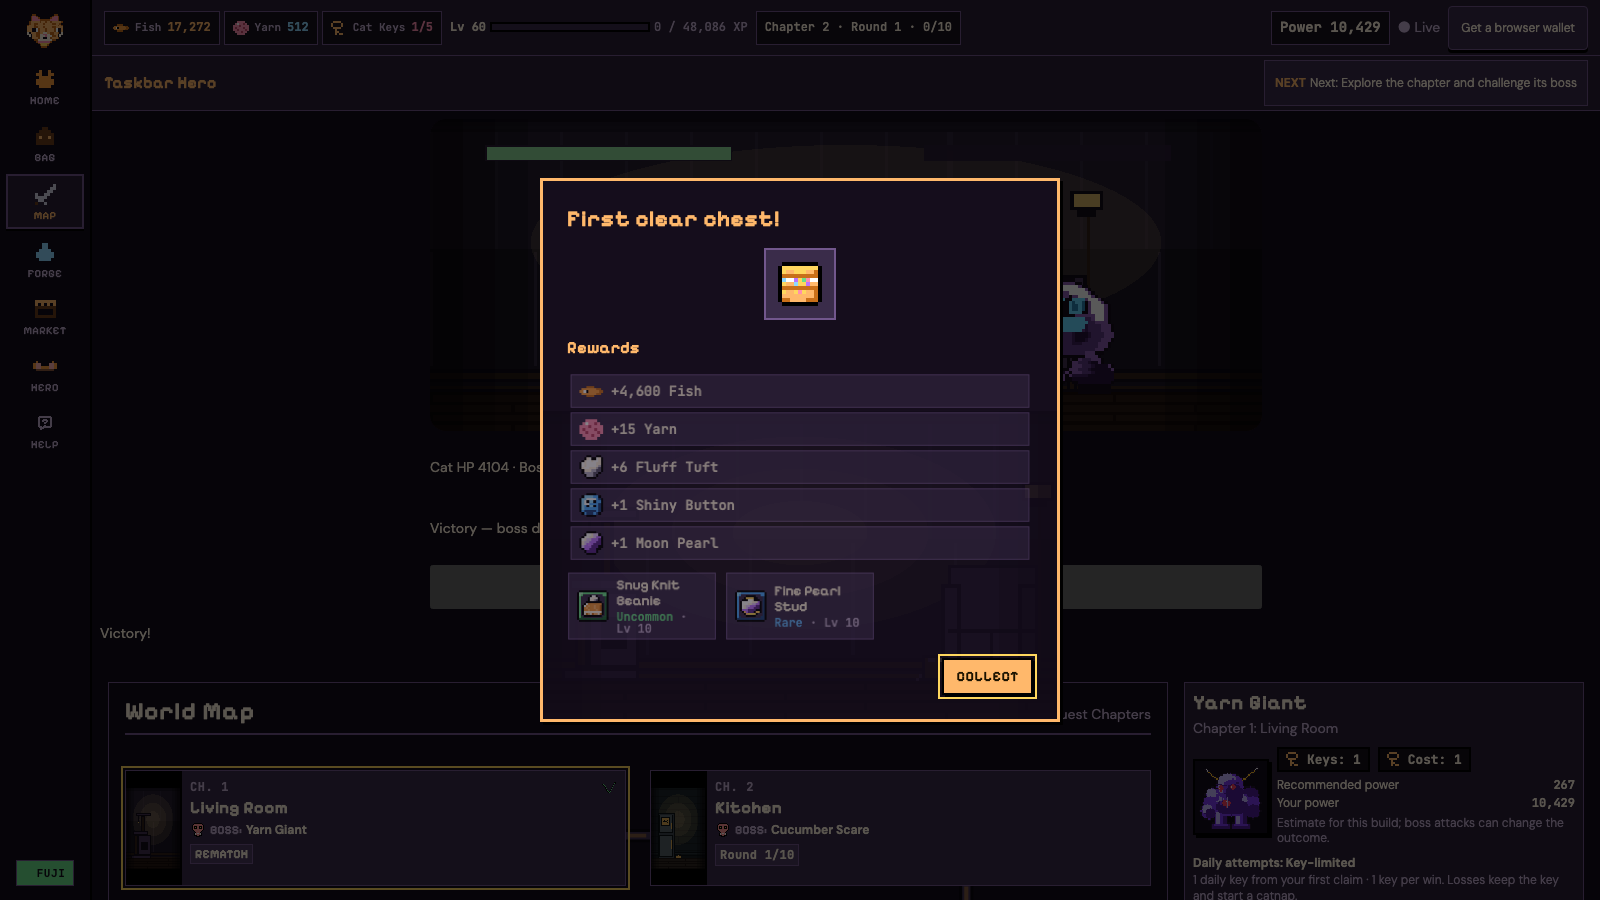 Fish 17,272
Yarn 512
Cat Keys 1/5
Lv 60
0 / 48,086 XP
Chapter 2 · Round 1 · 0/10
Power 10,429
Live
Get a browser wallet
Taskbar Hero
NEXT Next: Explore the chapter and challenge its boss
HOME
BAG
MAP
FORGE
MARKET
HERO
HELP
FUJI
First clear chest!
Rewards
+4,600 Fish
+15 Yarn
+6 Fluff Tuft
+1 Shiny Button
+1 Moon Pearl
Snug Knit
Beanie
Uncommon ·
Lv 10
Fine Pearl
Stud
Rare · Lv 10
COLLECT
Cat HP 4104 · Bos
Victory — boss d
Victory!
World Map
uest Chapters
CH. 1
Living Room
BOSS: Yarn Giant
REMATCH
CH. 2
Kitchen
BOSS: Cucumber Scare
Round 1/10
Yarn Giant
Chapter 1: Living Room
Keys: 1
Cost: 1
Recommended power 267
Your power 10,429
Estimate for this build; boss attacks can change the
outcome.
Daily attempts: Key-limited
1 daily key from your first claim · 1 key per win. Losses keep the key
and start a catnap.